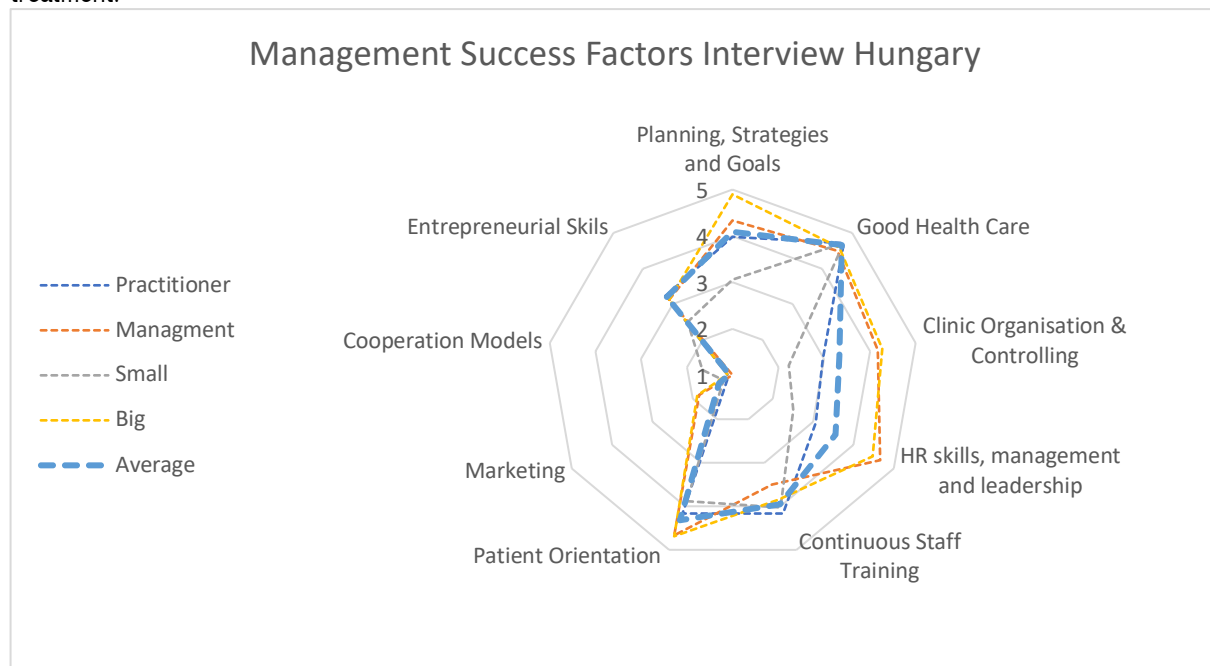 treatment.
Management Success Factors Interview Hungary
Planning, Strategies
and Goals
5
4
3
2
1
Good Health Care
Clinic Organisation &
Controlling
HR skills, management
and leadership
Continuous Staff
Training
Patient Orientation
Marketing
Cooperation Models
Entrepreneurial Skils
Practitioner
Managment
Small
Big
Average